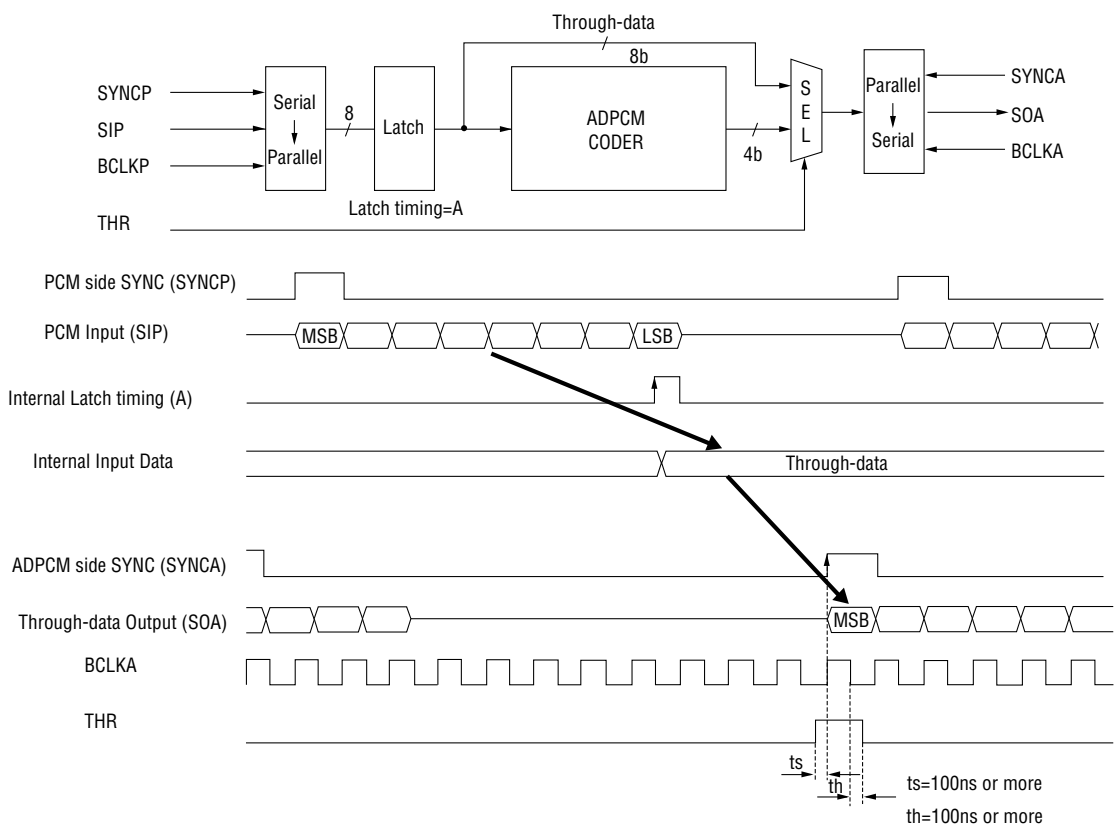 Through-data
8b
SYNCP
SIP
BCLKP
THR
Serial
Parallel
8
Latch
Latch timing=A
ADPCM
CODER
4b
S
E
L
Parallel
Serial
SYNCA
SOA
BCLKA
PCM side SYNC (SYNCP)
PCM Input (SIP)
MSB
LSB
Internal Latch timing (A)
Internal Input Data
Through-data
ADPCM side SYNC (SYNCA)
Through-data Output (SOA)
MSB
BCLKA
THR
ts
th
ts=100ns or more
th=100ns or more